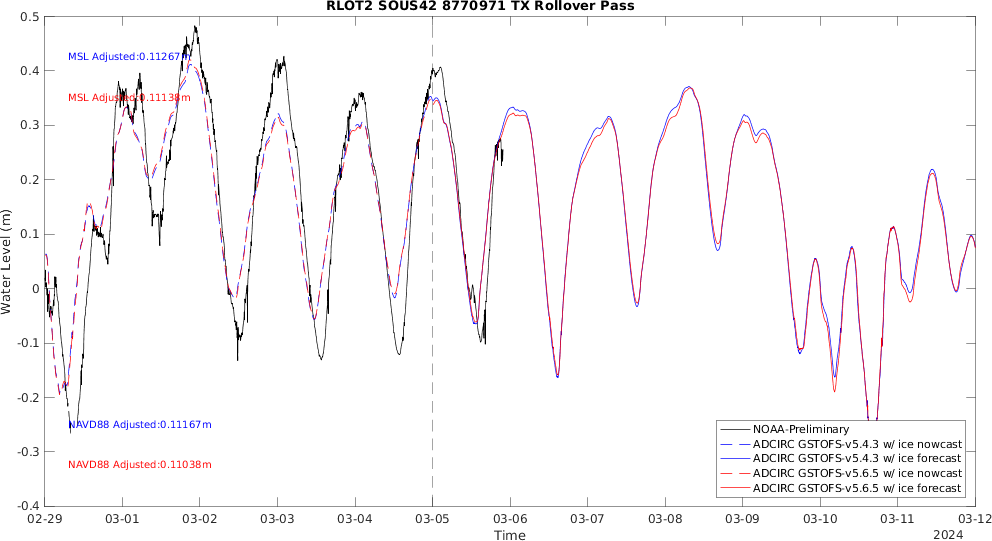 RLOT2 SOUS42 8770971 TX Rollover Pass
0.5
0.4
0.3
0.2
0.1
0
-0.1
-0.2
-0.3
-0.4
Water Level (m)
MSL Adjusted:0.11267m
MSL Adjusted:0.11138m
NAVD88 Adjusted:0.11167m
NAVD88 Adjusted:0.11038m
NOAA-Preliminary
ADCIRC GSTOFS-v5.4.3 w/ ice nowcast
ADCIRC GSTOFS-v5.4.3 w/ ice forecast
ADCIRC GSTOFS-v5.6.5 w/ ice nowcast
ADCIRC GSTOFS-v5.6.5 w/ ice forecast
02-29 03-01 03-02 03-03 03-04 03-05 03-06 03-07 03-08 03-09 03-10 03-11 03-12
Time
2024